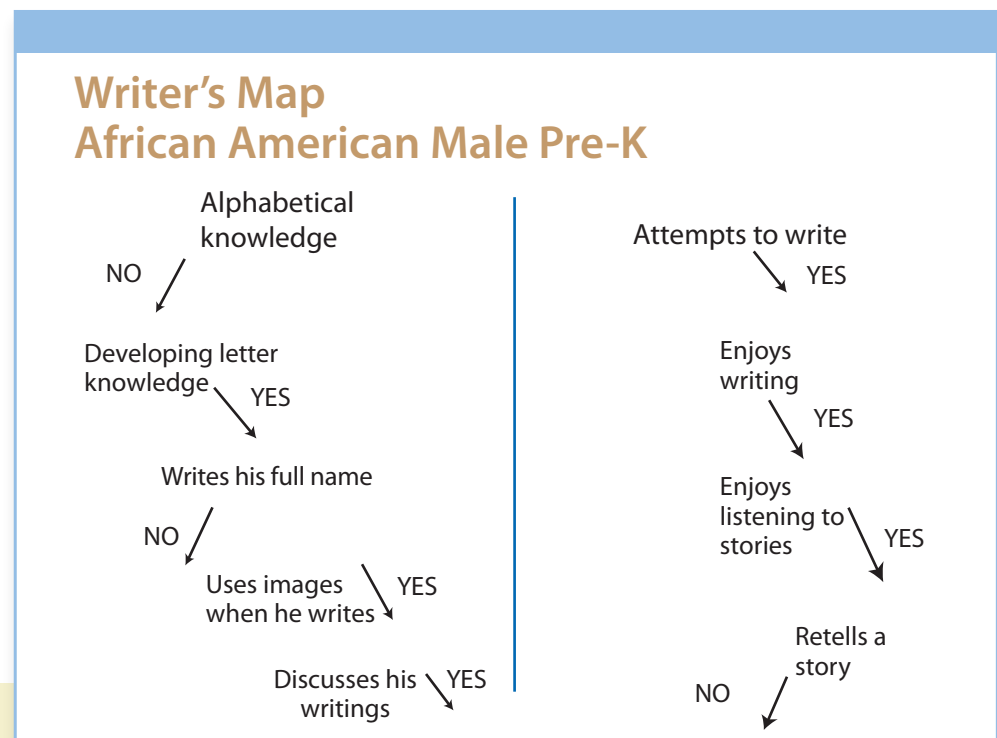 Writer’s Map
African American Male Pre-K
Alphabetical
knowledge
NO
Developing letter
knowledge
YES
Writes his full name
NO
Uses images
when he writes
YES
Discusses his
writings
YES
Attempts to write
YES
Enjoys
writing
YES
Enjoys
listening to
stories
YES
Retells a
story
NO